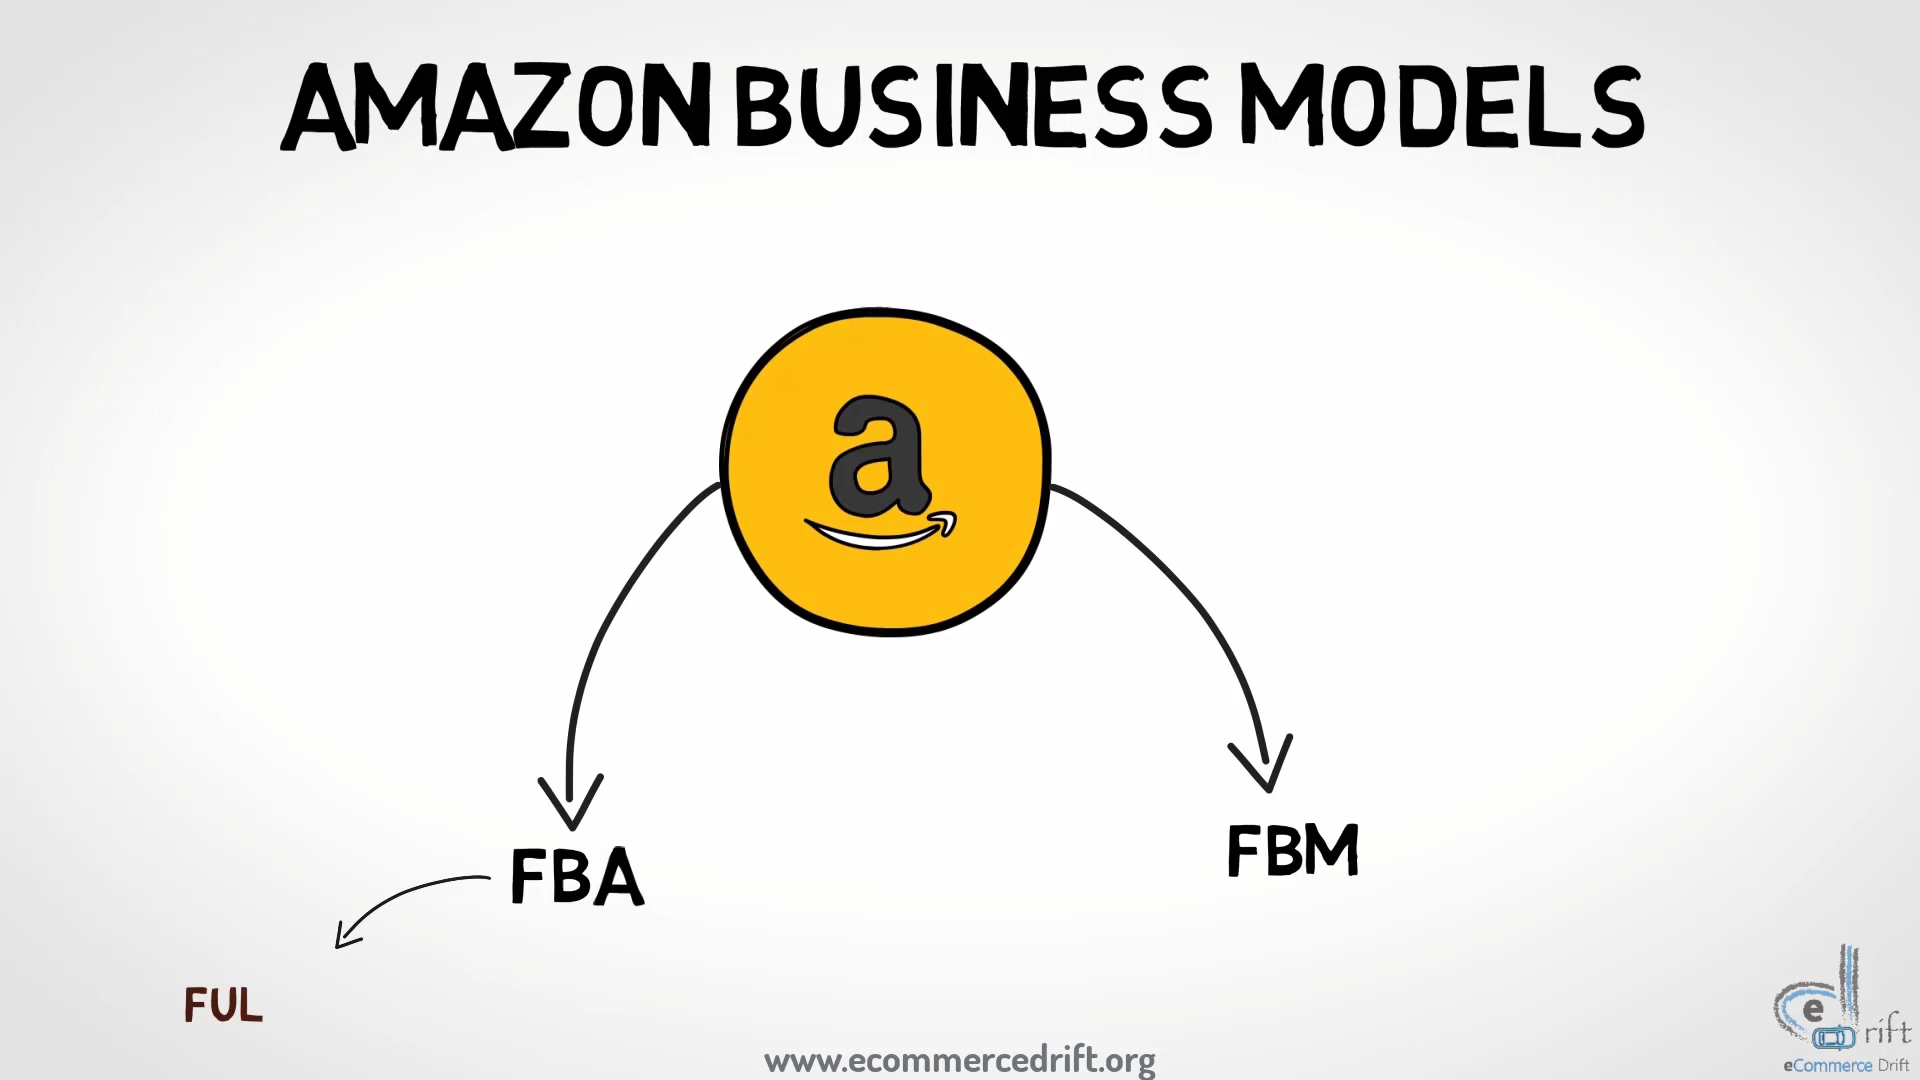 AMAZON BUSINESS MODELS
a
FBA
FBM
FUL
e
rift
eCommerce Drift
www.ecommercedrift.org